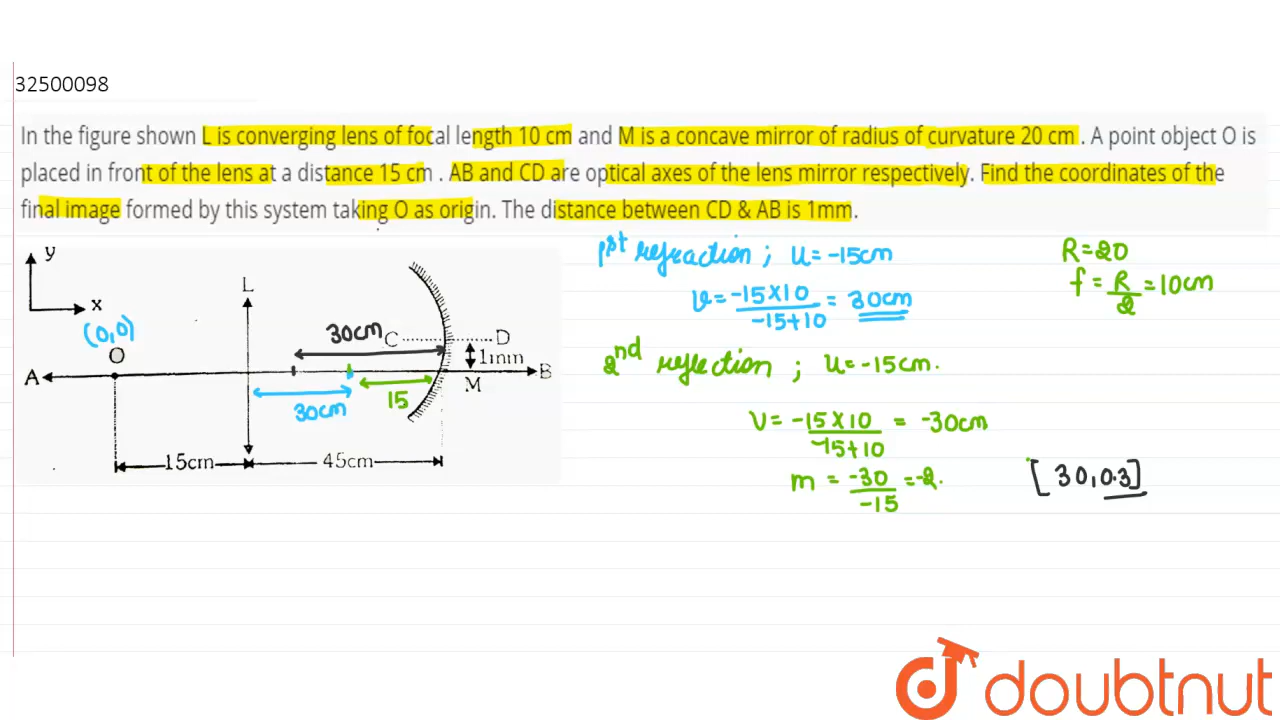 32500098
In the figure shown L is converging lens of focal length 10 cm and M is a concave mirror of radius of curvature 20 cm . A point object O is
placed in front of the lens at a distance 15 cm . AB and CD are optical axes of the lens mirror respectively. Find the coordinates of the
final image formed by this system taking O as origin. The distance between CD & AB is 1mm.
y
x
(0,0)
O
A
L
30cm
C
D
1mm
M
B
30cm
15
15cm
45cm
1st refraction ; u = -15cm
v = -15×10 / -15+10 = 30cm
R = 20
f = R/2 = 10cm
2nd reflection ; u = -15cm.
v = -15×10 / -15+10 = -30cm
m = -30 / -15 = -2.
[30, 0.3]
doubtnut